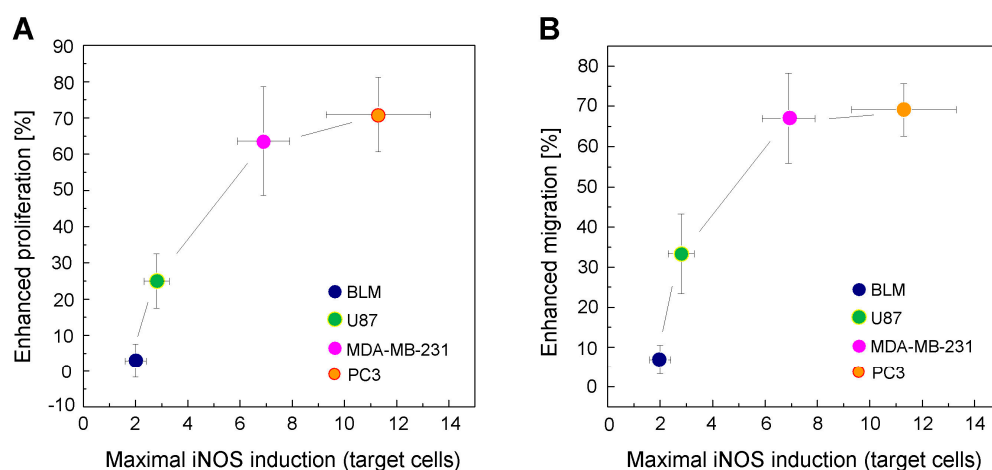 A
90
80
70
60
50
40
30
20
10
0
-10
Enhanced proliferation [%]
BLM
U87
MDA-MB-231
PC3
0 2 4 6 8 10 12 14
Maximal iNOS induction (target cells)
B
80
70
60
50
40
30
20
10
0
Enhanced migration [%]
BLM
U87
MDA-MB-231
PC3
0 2 4 6 8 10 12 14
Maximal iNOS induction (target cells)